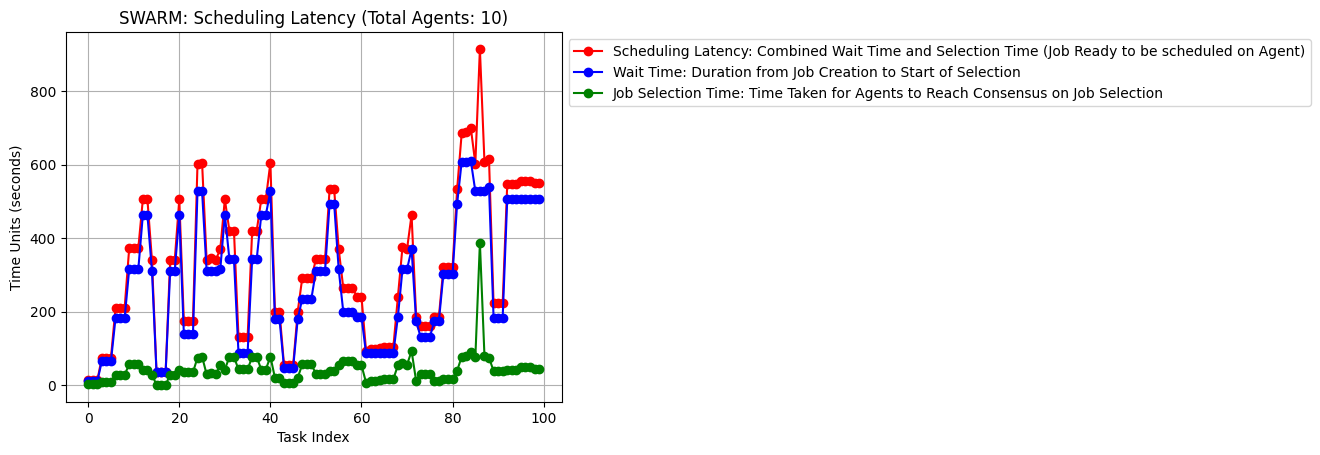 SWARM: Scheduling Latency (Total Agents: 10)
Scheduling Latency: Combined Wait Time and Selection Time (Job Ready to be scheduled on Agent)
Wait Time: Duration from Job Creation to Start of Selection
Job Selection Time: Time Taken for Agents to Reach Consensus on Job Selection
Time Units (seconds)
800
600
400
200
0
0 20 40 60 80 100
Task Index